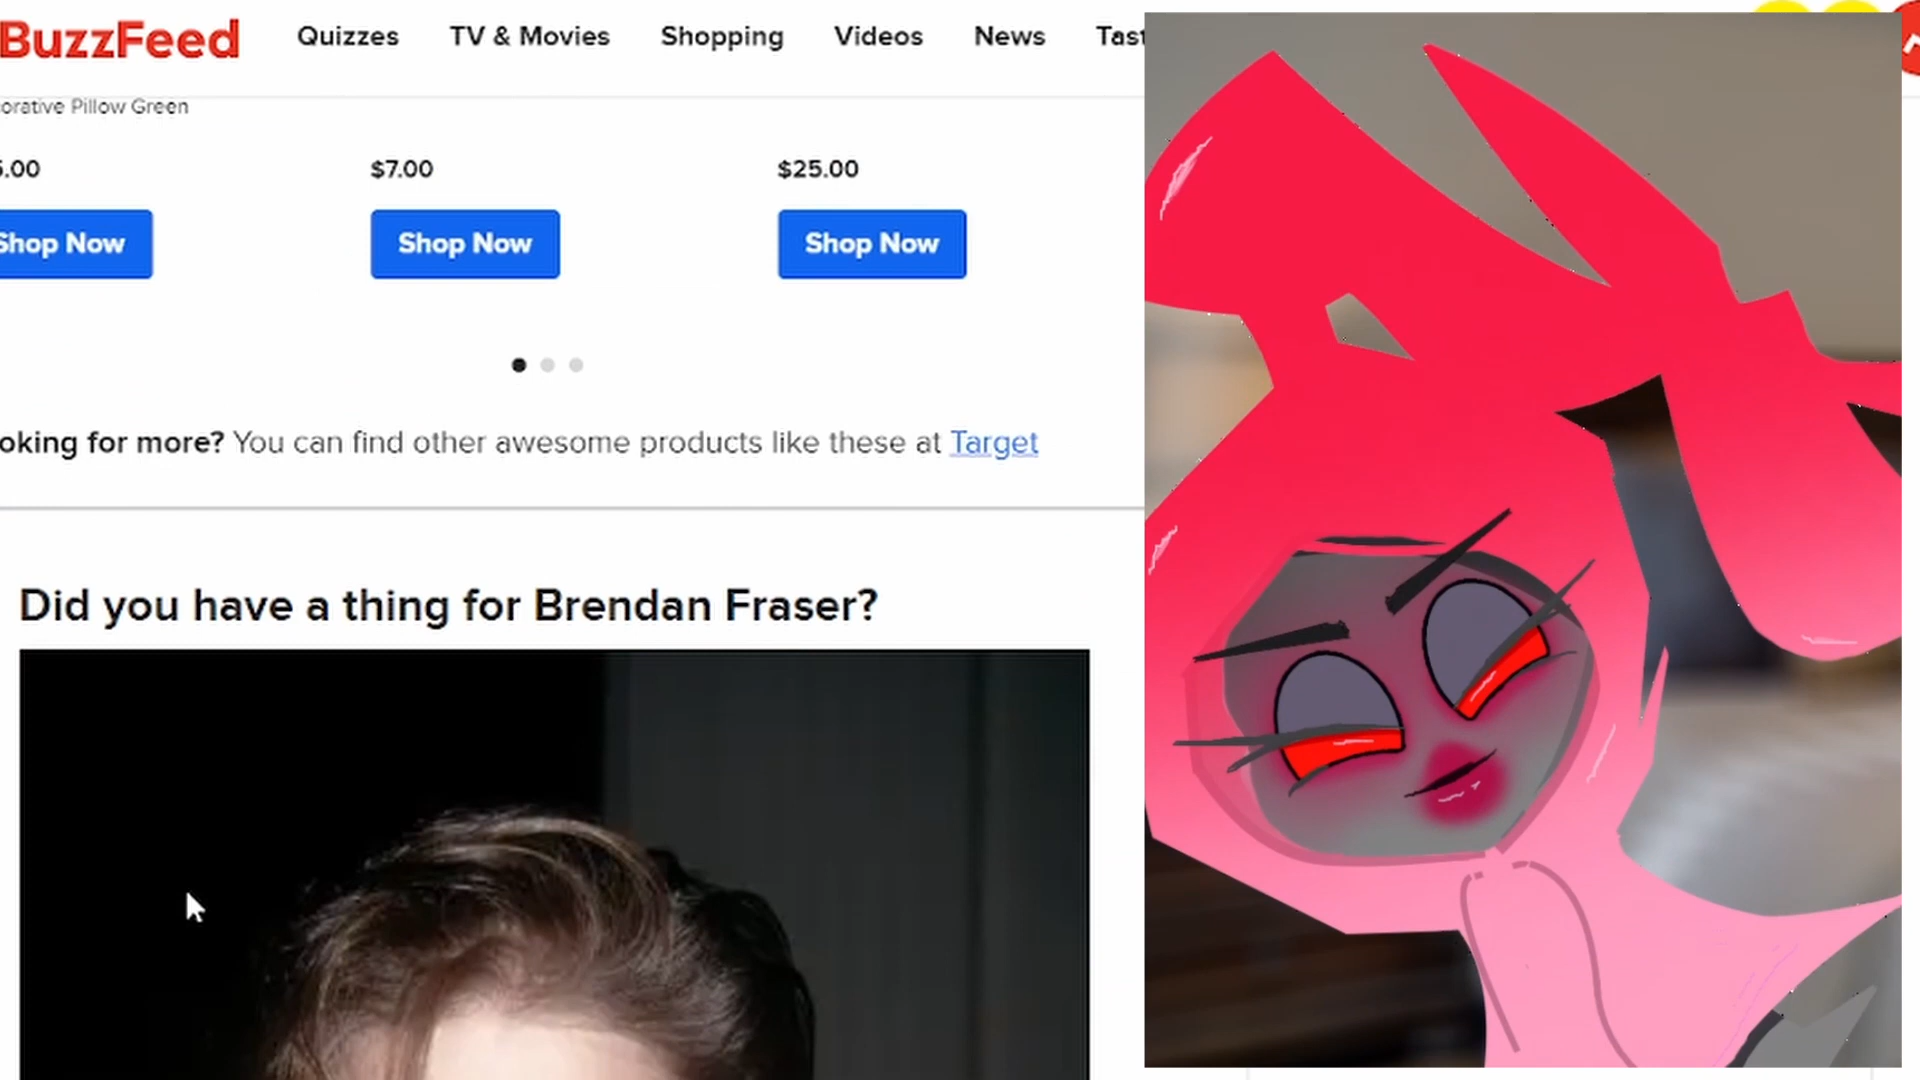 BuzzFeed Quizzes TV & Movies Shopping Videos News Tast
orative Pillow Green
5.00 $7.00 $25.00
Shop Now Shop Now Shop Now
oking for more? You can find other awesome products like these at Target
Did you have a thing for Brendan Fraser?